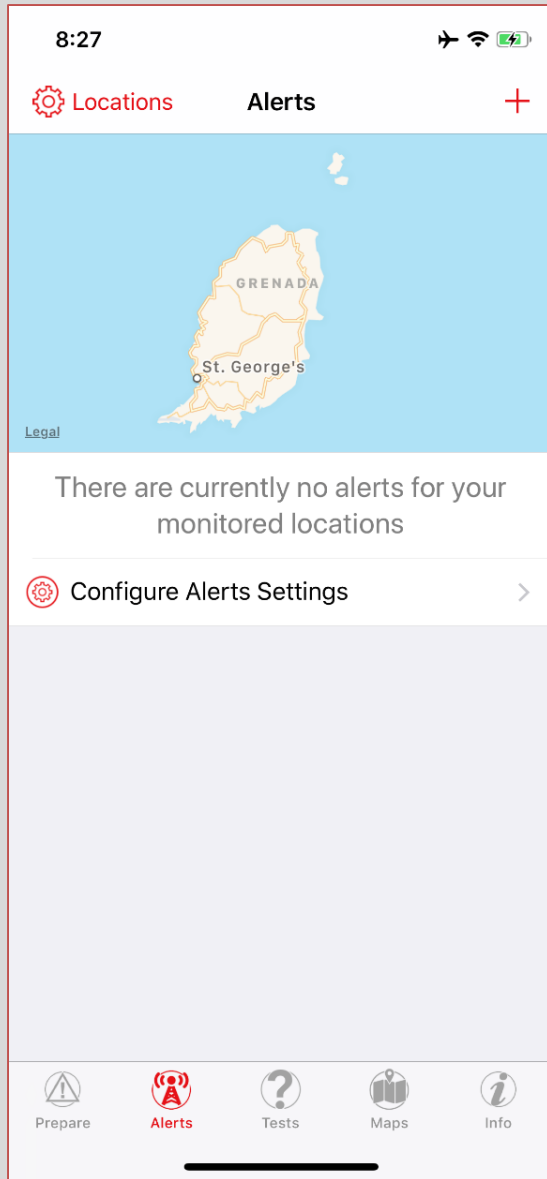 8:27
Locations
Alerts
GRENADA
St. George's
Legal
There are currently no alerts for your
monitored locations
Configure Alerts Settings
Prepare
Alerts
Tests
Maps
Info